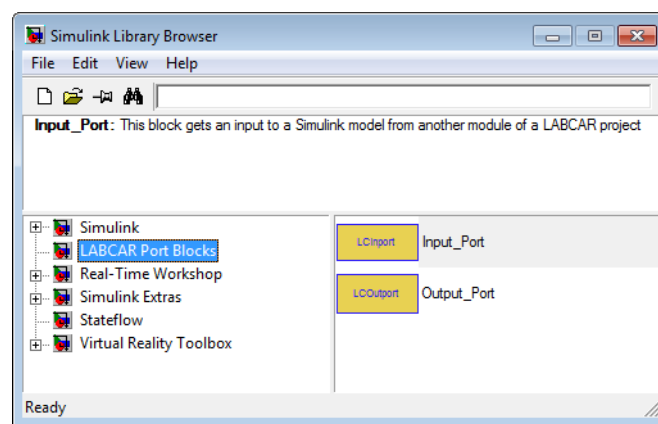 Simulink Library Browser
File Edit View Help
Input_Port: This block gets an input to a Simulink model from another module of a LABCAR project
Simulink
LABCAR Port Blocks
Real-Time Workshop
Simulink Extras
Stateflow
Virtual Reality Toolbox
LCInport Input_Port
LCOutport Output_Port
Ready